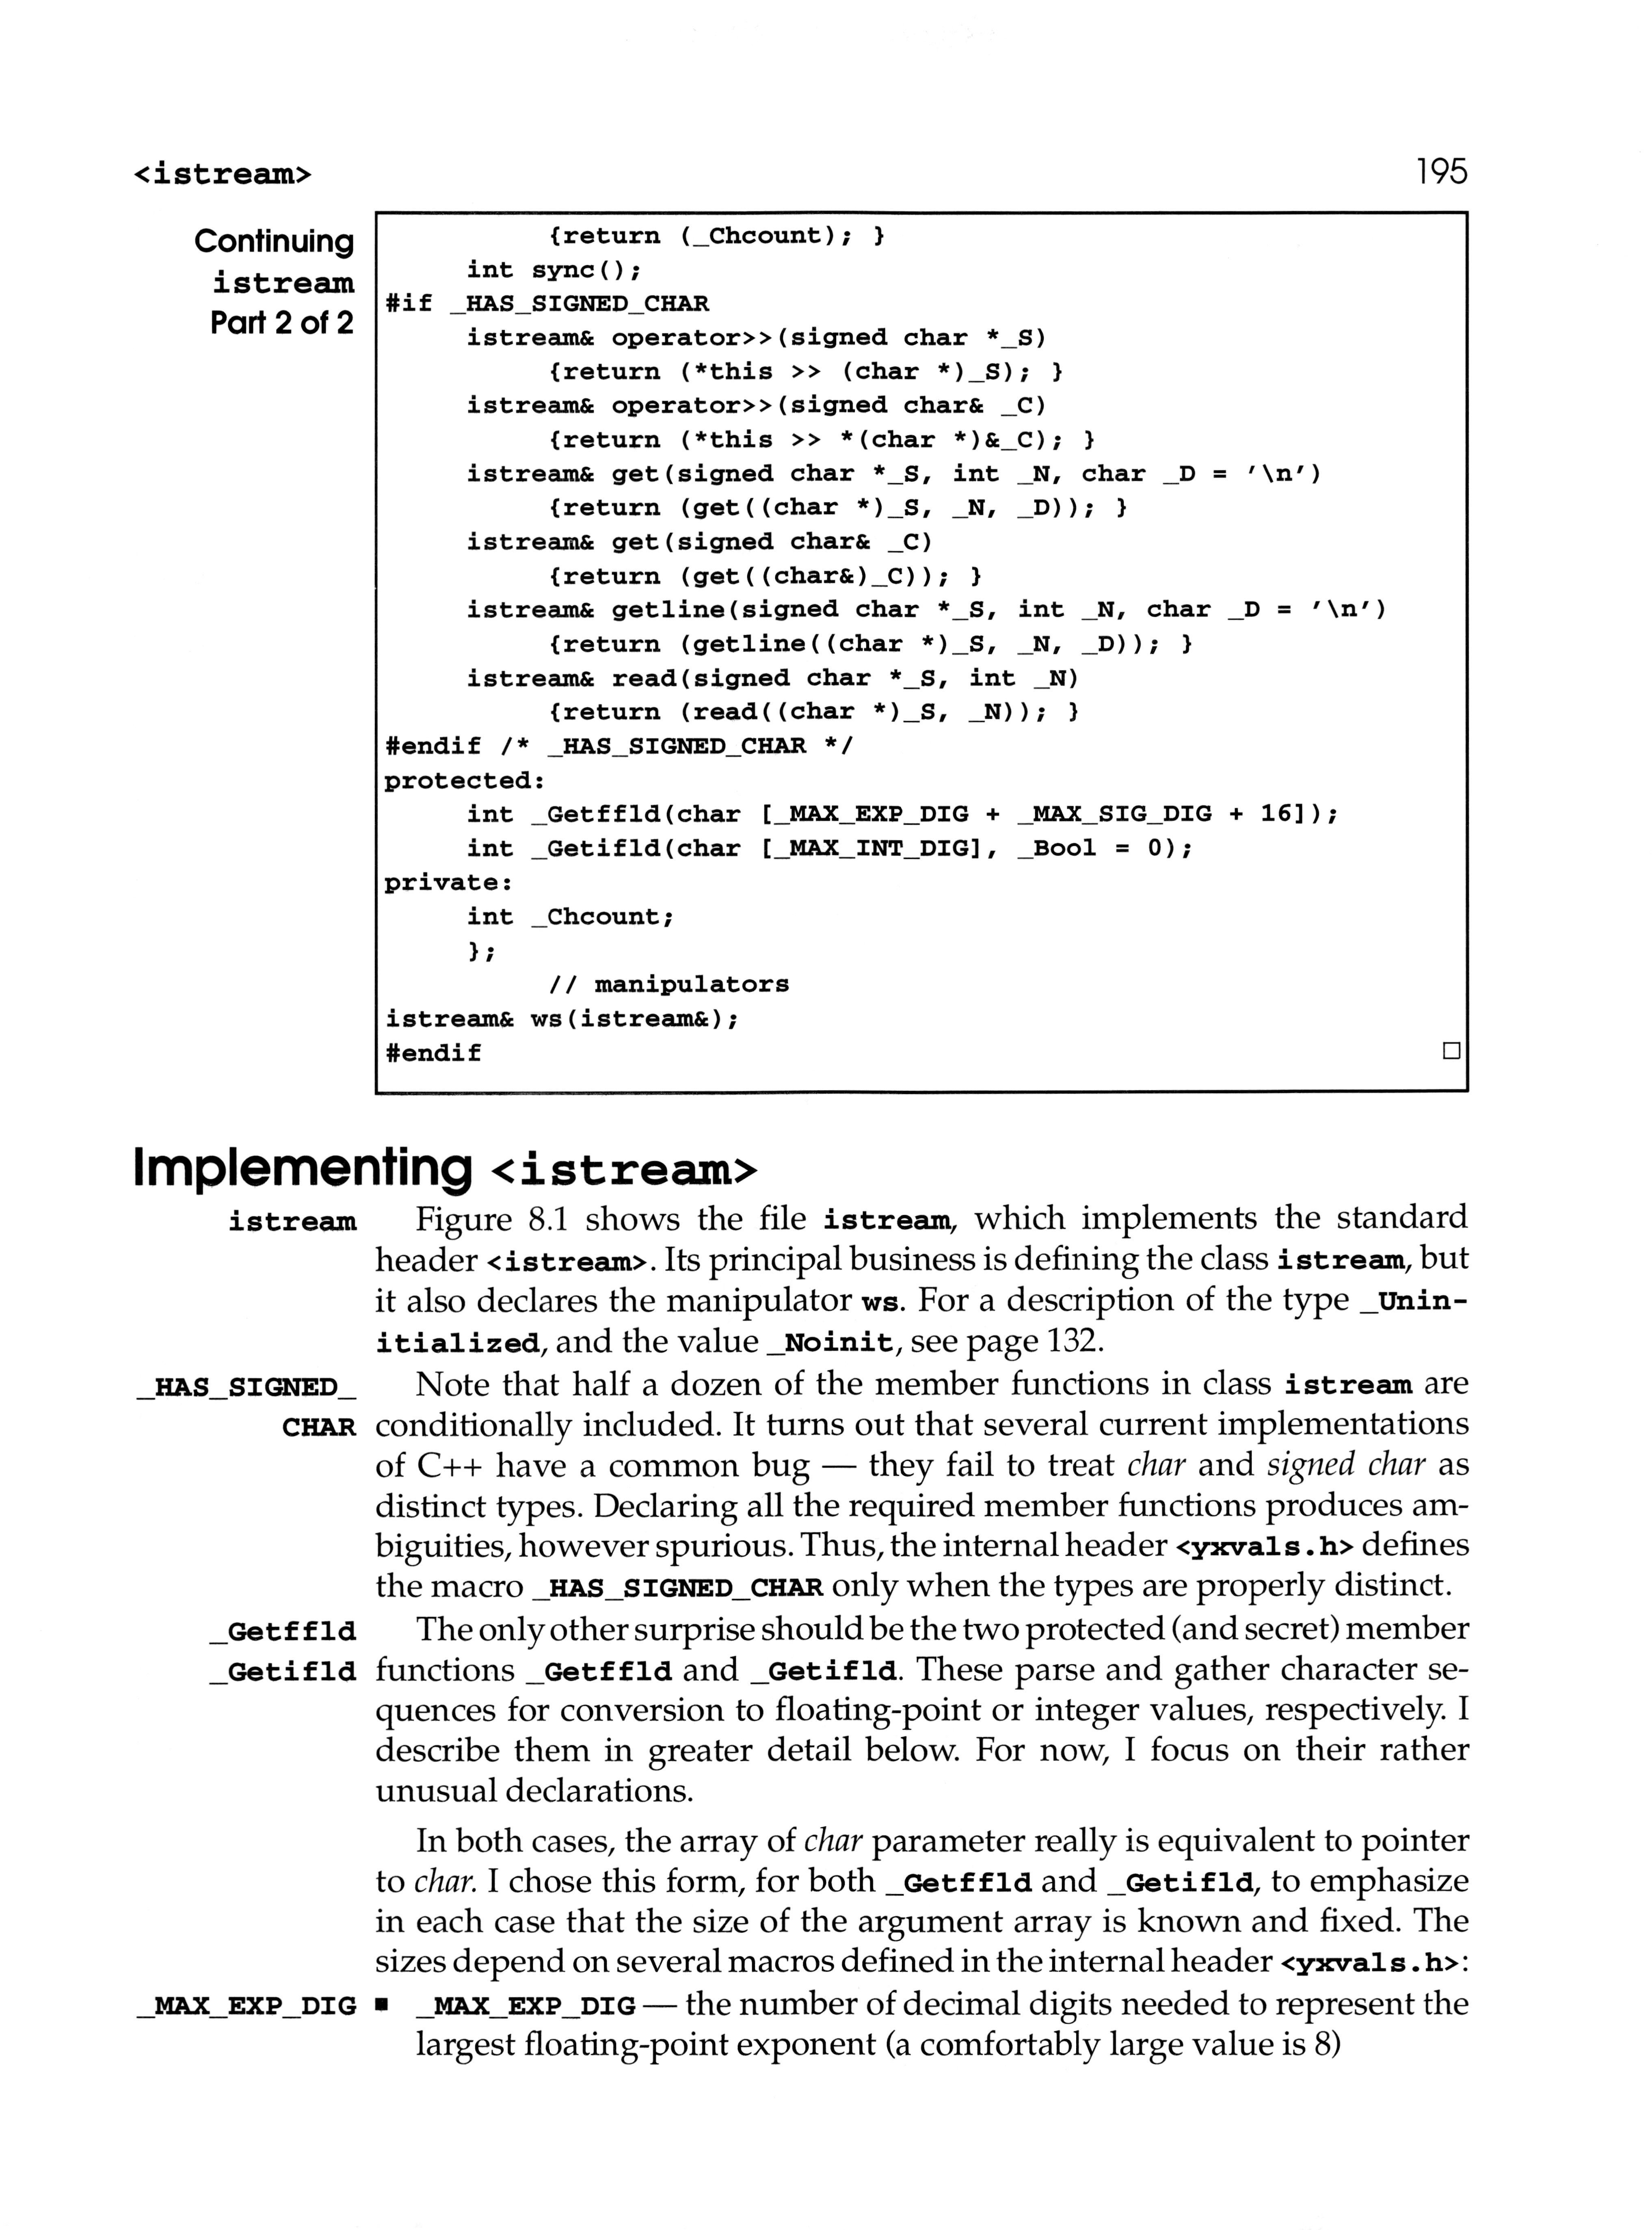 <istream>
195
Continuing
istream
Part 2 of 2
{return (_Chcount); }
int sync();
#if _HAS_SIGNED_CHAR
istream& operator>>(signed char *_S)
{return (*this >> (char *)_S); }
istream& operator>>(signed char& _C)
{return (*this >> *(char *)&_C); }
istream& get(signed char *_S, int _N, char _D = '\n')
{return (get((char *)_S, _N, _D)); }
istream& get(signed char& _C)
{return (get((char&)_C)); }
istream& getline(signed char *_S, int _N, char _D = '\n')
{return (getline((char *)_S, _N, _D)); }
istream& read(signed char *_S, int _N)
{return (read((char *)_S, _N)); }
#endif /* _HAS_SIGNED_CHAR */
protected:
int _Getffld(char [_MAX_EXP_DIG + _MAX_SIG_DIG + 16]);
int _Getifld(char [_MAX_INT_DIG], _Bool = 0);
private:
int _Chcount;
};
// manipulators
istream& ws(istream&);
#endif
□
Implementing <istream>
istream Figure 8.1 shows the file istream, which implements the standard
header <istream>. Its principal business is defining the class istream, but
it also declares the manipulator ws. For a description of the type _Unin-
itialized, and the value _Noinit, see page 132.
_HAS_SIGNED_ Note that half a dozen of the member functions in class istream are
CHAR conditionally included. It turns out that several current implementations
of C++ have a common bug — they fail to treat char and signed char as
distinct types. Declaring all the required member functions produces am-
biguities, however spurious. Thus, the internal header <yxvals.h> defines
the macro _HAS_SIGNED_CHAR only when the types are properly distinct.
_Getffld The only other surprise should be the two protected (and secret) member
_Getifld functions _Getffld and _Getifld. These parse and gather character se-
quences for conversion to floating-point or integer values, respectively. I
describe them in greater detail below. For now, I focus on their rather
unusual declarations.
In both cases, the array of char parameter really is equivalent to pointer
to char. I chose this form, for both _Getffld and _Getifld, to emphasize
in each case that the size of the argument array is known and fixed. The
sizes depend on several macros defined in the internal header <yxvals.h>:
_MAX_EXP_DIG ■ _MAX_EXP_DIG — the number of decimal digits needed to represent the
largest floating-point exponent (a comfortably large value is 8)